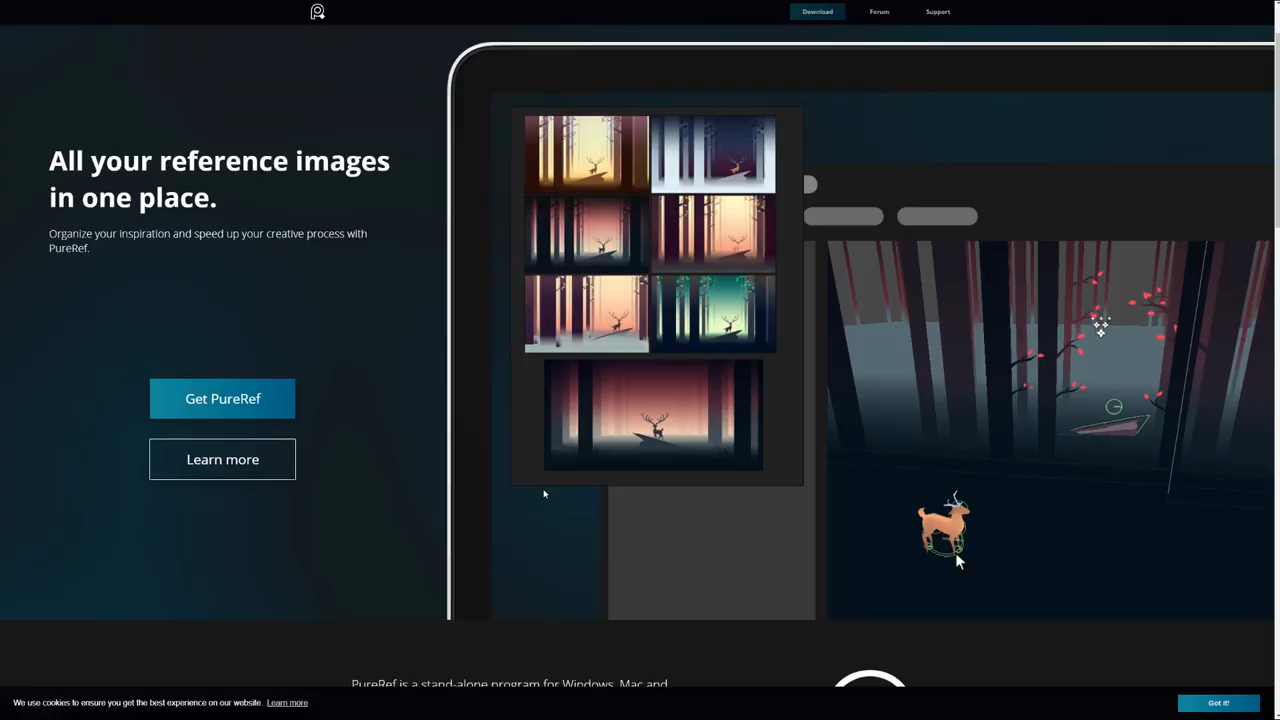 Download
Forum
Support
All your reference images
in one place.
Organize your inspiration and speed up your creative process with
PureRef.
Get PureRef
Learn more
PureRef is a stand-alone program for Windows, Mac and
We use cookies to ensure you get the best experience on our website. Learn more
Got it!